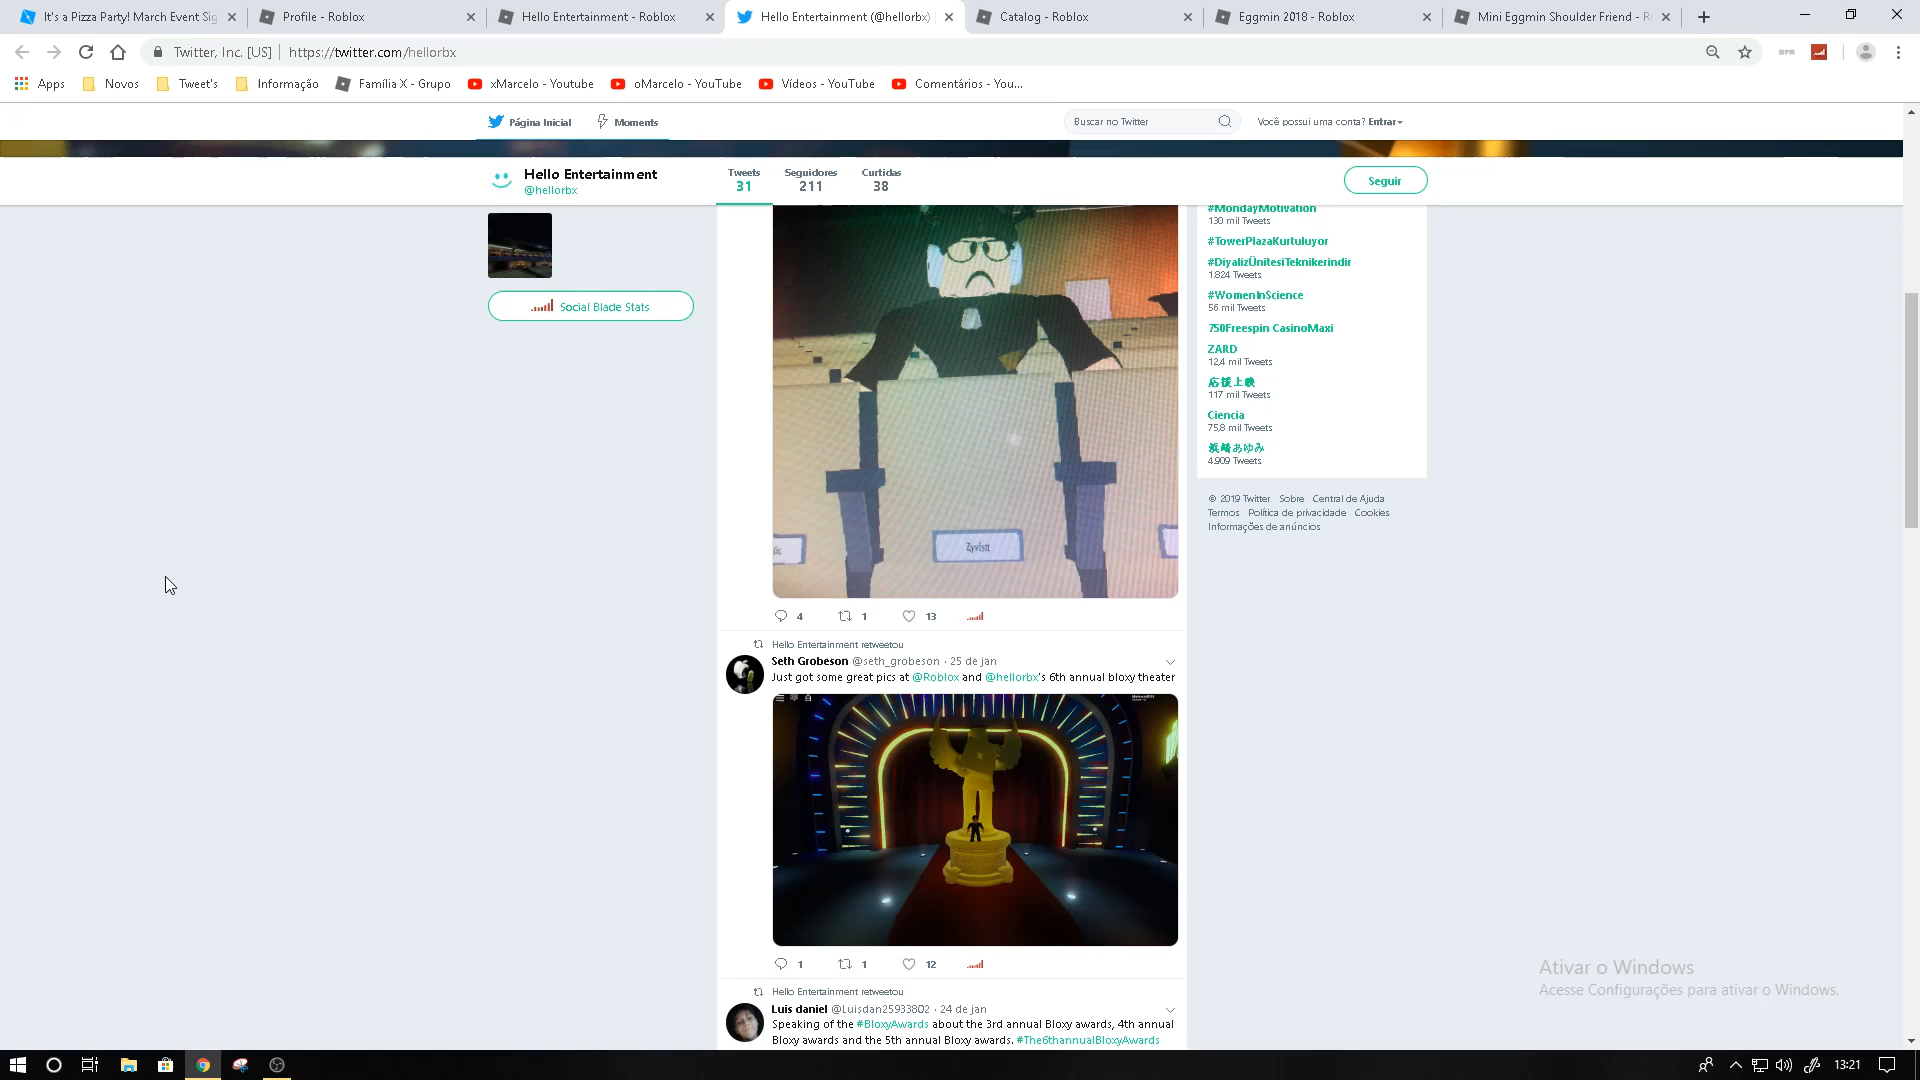 It's a Pizza Party! March Event Sig
Profile - Roblox
Hello Entertainment - Roblox
Hello Entertainment (@hellorbx)
Catalog - Roblox
Eggmin 2018 - Roblox
Mini Eggmin Shoulder Friend - R
Twitter, Inc. [US]
https://twitter.com/hellorbx
Apps
Novos
Tweet's
Informação
Família X - Grupo
xMarcelo - Youtube
oMarcelo - YouTube
Vídeos - YouTube
Comentários - You...
Página Inicial
Moments
Buscar no Twitter
Você possui uma conta? Entrar
Hello Entertainment
@hellorbx
Tweets
31
Seguidores
211
Curtidas
38
Seguir
Social Blade Stats
#MondayMotivation
130 mil Tweets
#TowerPlazaKurtuluyor
#DiyalizÜnitesiTeknikerindir
1.824 Tweets
#WomenInScience
56 mil Tweets
750Freespin CasinoMaxi
ZARD
12,4 mil Tweets
応援上映
117 mil Tweets
Ciencia
75,8 mil Tweets
浜崎あゆみ
4.909 Tweets
© 2019 Twitter Sobre Central de Ajuda
Termos Política de privacidade Cookies
Informações de anúncios
4
1
13
Hello Entertainment retweetou
Seth Grobeson @seth_grobeson · 25 de jan
Just got some great pics at @Roblox and @hellorbx's 6th annual bloxy theater
1
1
12
Hello Entertainment retweetou
Luis daniel @Luisdan25933802 · 24 de jan
Speaking of the #BloxyAwards about the 3rd annual Bloxy awards, 4th annual
Bloxy awards and the 5th annual Bloxy awards. #The6thannualBloxyAwards
Ativar o Windows
Acesse Configurações para ativar o Windows.
13:21